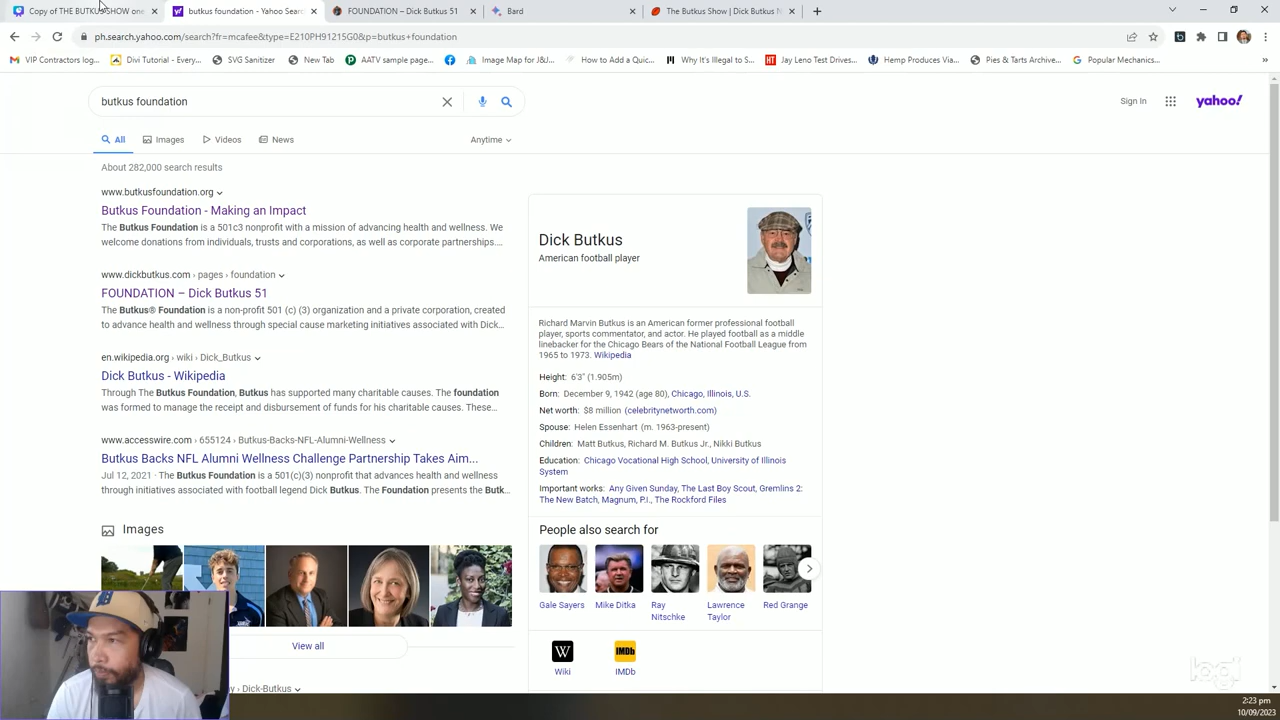 Copy of THE BUTKUS SHOW one
butkus foundation - Yahoo Sear
FOUNDATION – Dick Butkus 51
Bard
The Butkus Show | Dickbutkus
ph.search.yahoo.com/search?fr=mcafee&type=E210PH91215G0&p=butkus+foundation
VIP Contractors log...
Divi Tutorial - Every...
SVG Sanitizer
New Tab
AATV sample page...
Image Map for J&J...
How to Add a Quic...
Why It's Illegal to S...
Jay Leno Test Drives...
Hemp Produces Via...
Pies & Tarts Archive...
Popular Mechanics...
butkus foundation
Sign In
yahoo!
All
Images
Videos
News
Anytime
About 282,000 search results
www.butkusfoundation.org
Butkus Foundation - Making an Impact
The Butkus Foundation is a 501c3 nonprofit with a mission of advancing health and wellness. We
welcome donations from individuals, trusts and corporations, as well as corporate partnerships....
www.dickbutkus.com › pages › foundation
FOUNDATION – Dick Butkus 51
The Butkus® Foundation is a non-profit 501 (c) (3) organization and a private corporation, created
to advance health and wellness through special cause marketing initiatives associated with Dick...
en.wikipedia.org › wiki › Dick_Butkus
Dick Butkus - Wikipedia
Through The Butkus Foundation, Butkus has supported many charitable causes. The foundation
was formed to manage the receipt and disbursement of funds for his charitable causes. These...
www.accesswire.com › 655124 › Butkus-Backs-NFL-Alumni-Wellness
Butkus Backs NFL Alumni Wellness Challenge Partnership Takes Aim...
Jul 12, 2021 · The Butkus Foundation is a 501(c)(3) nonprofit that advances health and wellness
through initiatives associated with football legend Dick Butkus. The Foundation presents the Butk...
Images
View all
Dick-Butkus
Dick Butkus
American football player
Richard Marvin Butkus is an American former professional football
player, sports commentator, and actor. He played football as a middle
linebacker for the Chicago Bears of the National Football League from
1965 to 1973. Wikipedia
Height: 6'3" (1.905m)
Born: December 9, 1942 (age 80), Chicago, Illinois, U.S.
Net worth: $8 million (celebritynetworth.com)
Spouse: Helen Essenhart (m. 1963-present)
Children: Matt Butkus, Richard M. Butkus Jr., Nikki Butkus
Education: Chicago Vocational High School, University of Illinois
System
Important works: Any Given Sunday, The Last Boy Scout, Gremlins 2:
The New Batch, Magnum, P.I., The Rockford Files
People also search for
Gale Sayers
Mike Ditka
Ray
Nitschke
Lawrence
Taylor
Red Grange
W
Wiki
IMDb
IMDb
2:23 pm
10/09/2023